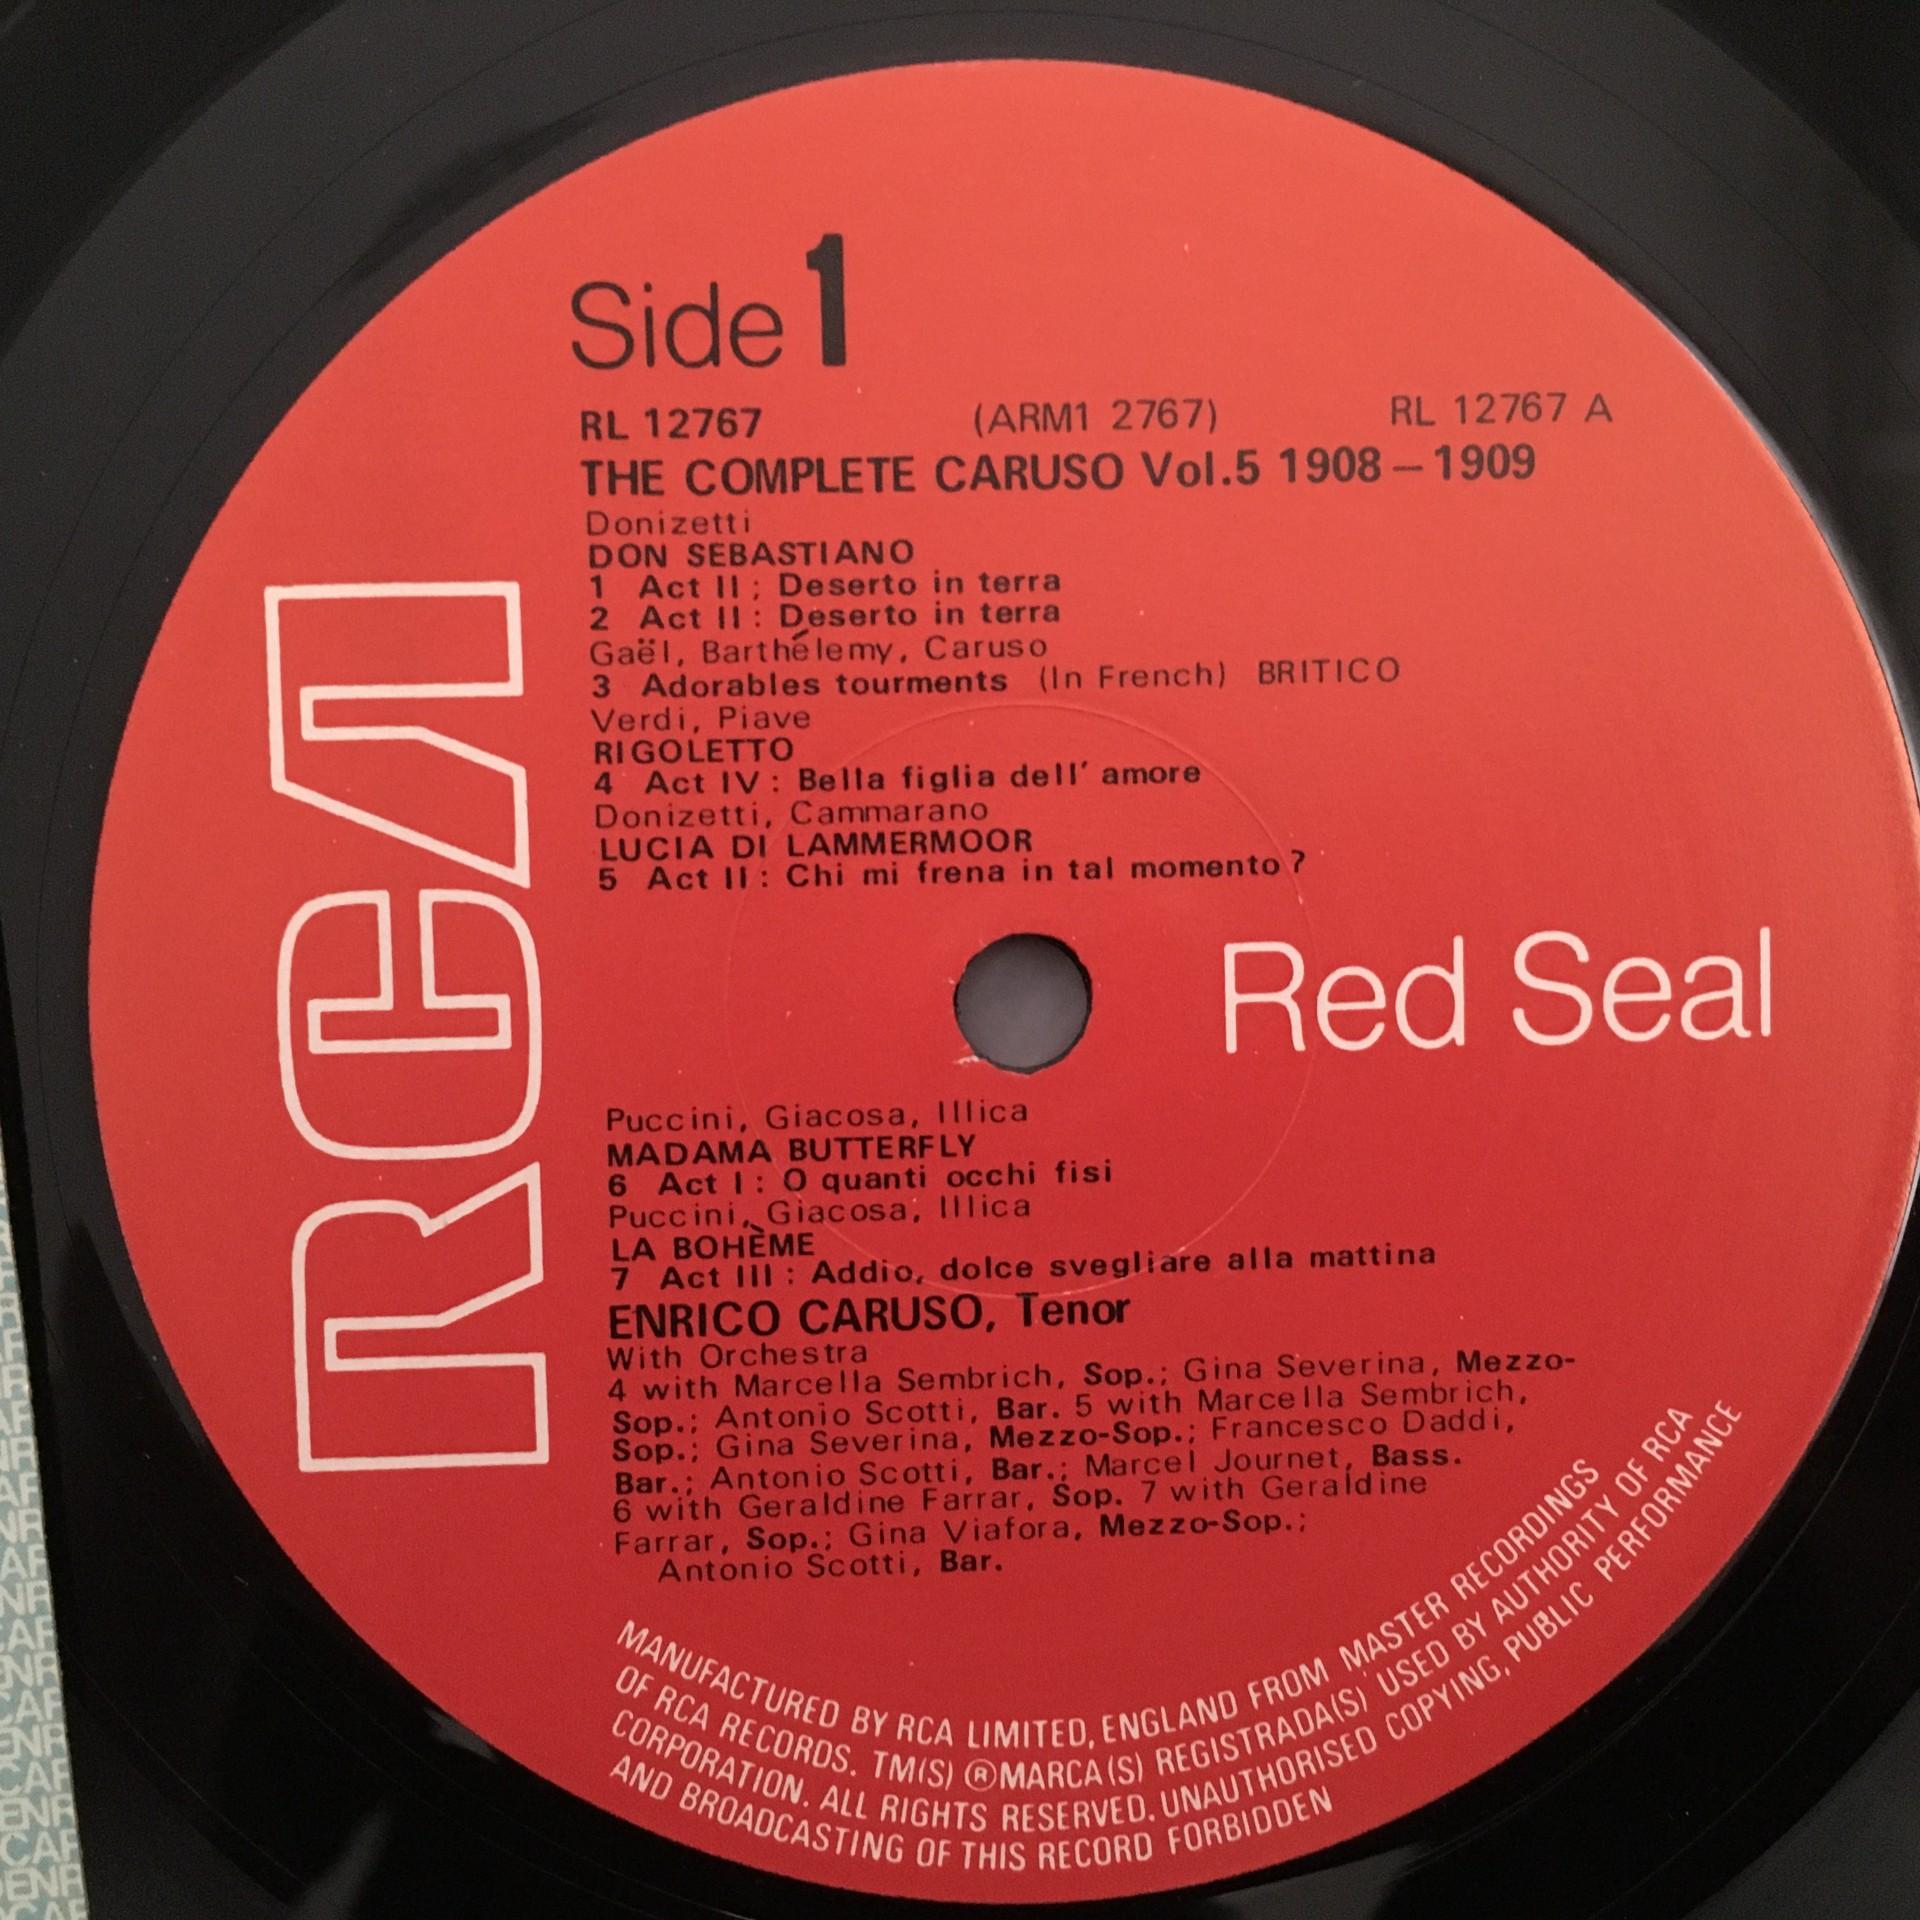 Side 1
RL 12767 (ARM1 2767) RL 12767 A
THE COMPLETE CARUSO Vol.5 1908 – 1909
Donizetti
DON SEBASTIANO
1 Act II ; Deserto in terra
2 Act II : Deserto in terra
Gaël, Barthélemy, Caruso
3 Adorables tourments (In French) BRITICO
Verdi, Piave
RIGOLETTO
4 Act IV : Bella figlia dell' amore
Donizetti, Cammarano
LUCIA DI LAMMERMOOR
5 Act II : Chi mi frena in tal momento ?
RCA
Red Seal
Puccini, Giacosa, Illica
MADAMA BUTTERFLY
6 Act I : O quanti occhi fisi
Puccini, Giacosa, Illica
LA BOHÈME
7 Act III : Addio, dolce svegliare alla mattina
ENRICO CARUSO, Tenor
With Orchestra
4 with Marcella Sembrich, Sop.; Gina Severina, Mezzo-
Sop.; Antonio Scotti, Bar. 5 with Marcella Sembrich,
Sop.; Gina Severina, Mezzo-Sop.; Francesco Daddi,
Bar.; Antonio Scotti, Bar.; Marcel Journet, Bass.
6 with Geraldine Farrar, Sop. 7 with Geraldine
Farrar, Sop.; Gina Viafora, Mezzo-Sop.;
Antonio Scotti, Bar.
MANUFACTURED BY RCA LIMITED, ENGLAND FROM MASTER RECORDINGS
OF RCA RECORDS. TM(S) ® MARCA(S) REGISTRADA(S) USED BY AUTHORITY OF RCA
CORPORATION. ALL RIGHTS RESERVED. UNAUTHORISED COPYING, PUBLIC PERFORMANCE
AND BROADCASTING OF THIS RECORD FORBIDDEN